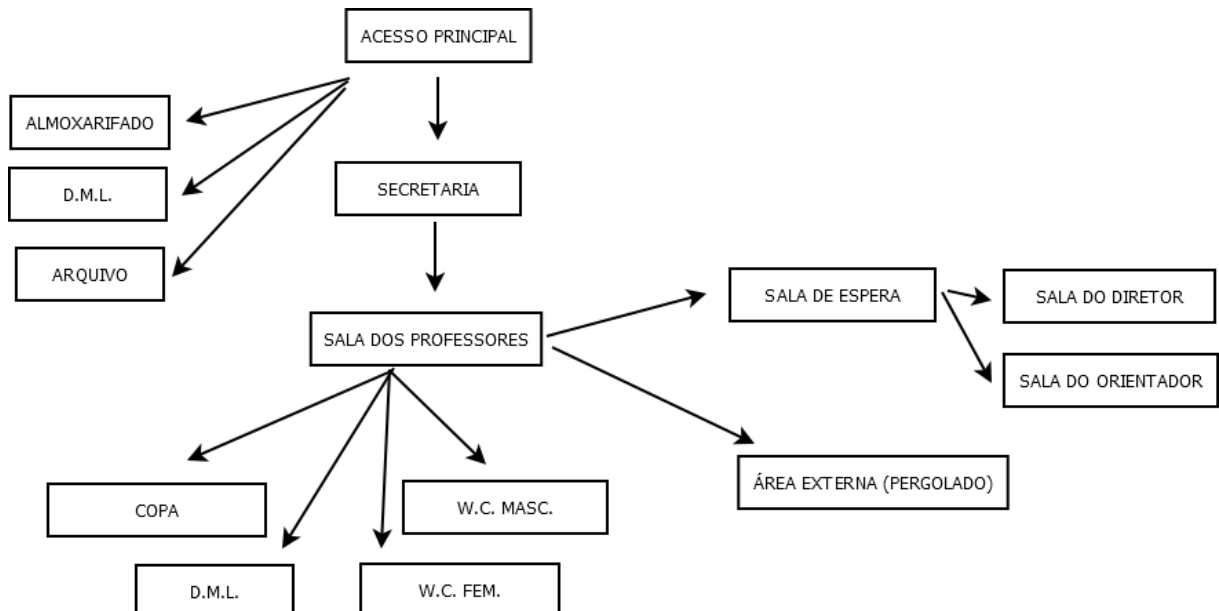 ACESSO PRINCIPAL
ALMOXARIFADO
D.M.L.
SECRETARIA
ARQUIVO
SALA DE ESPERA
SALA DO DIRETOR
SALA DOS PROFESSORES
SALA DO ORIENTADOR
ÁREA EXTERNA (PERGOLADO)
COPA
W.C. MASC.
D.M.L.
W.C. FEM.